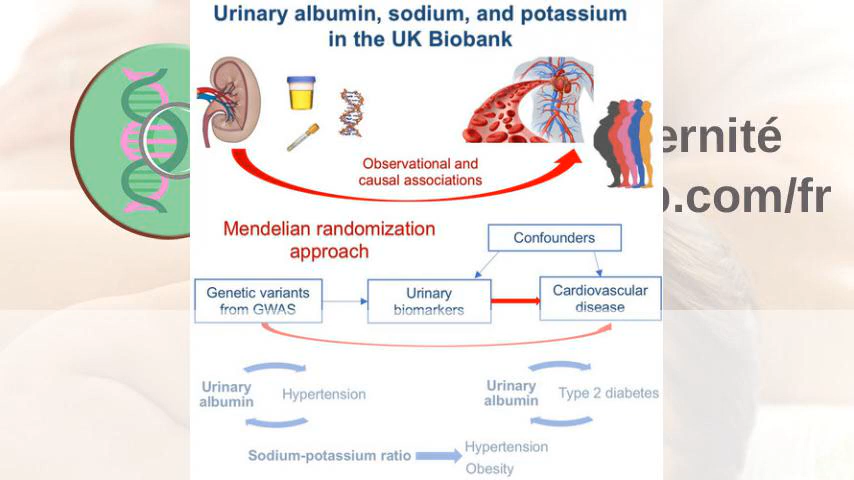 Urinary albumin, sodium, and potassium
in the UK Biobank
ernité
o.com/fr
Observational and
causal associations
Mendelian randomization
approach
Confounders
Genetic variants
from GWAS
Urinary
biomarkers
Cardiovascular
disease
Urinary
albumin
Hypertension
Urinary
albumin
Type 2 diabetes
Sodium-potassium ratio
Hypertension
Obesity